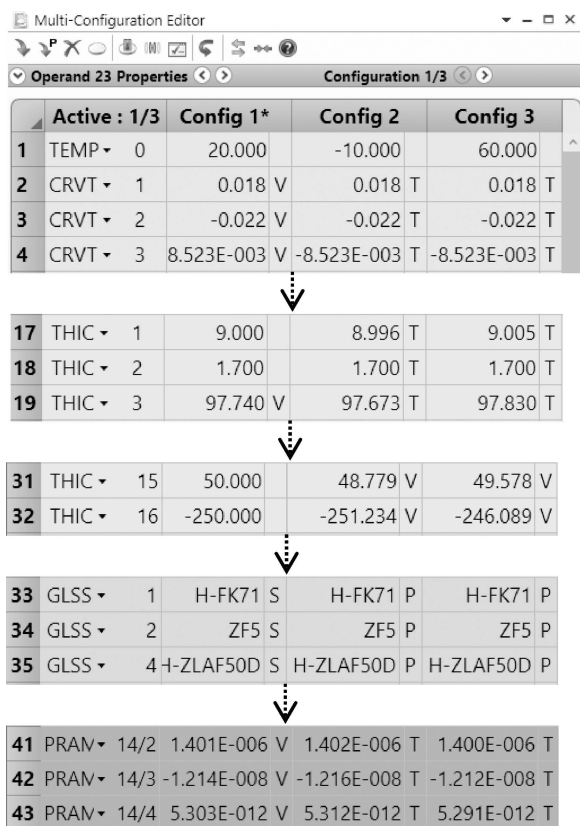 Multi-Configuration Editor
Operand 23 Properties Configuration 1/3
Active : 1/3 Config 1* Config 2 Config 3
1 TEMP 0 20.000 -10.000 60.000
2 CRVT 1 0.018 V 0.018 T 0.018 T
3 CRVT 2 -0.022 V -0.022 T -0.022 T
4 CRVT 3 8.523E-003 V -8.523E-003 T -8.523E-003 T
17 THIC 1 9.000 8.996 T 9.005 T
18 THIC 2 1.700 1.700 T 1.700 T
19 THIC 3 97.740 V 97.673 T 97.830 T
31 THIC 15 50.000 48.779 V 49.578 V
32 THIC 16 -250.000 -251.234 V -246.089 V
33 GLSS 1 H-FK71 S H-FK71 P H-FK71 P
34 GLSS 2 ZF5 S ZF5 P ZF5 P
35 GLSS 4 H-ZLAF50D S H-ZLAF50D P H-ZLAF50D P
41 PRAM 14/2 1.401E-006 V 1.402E-006 T 1.400E-006 T
42 PRAM 14/3 -1.214E-008 V -1.216E-008 T -1.212E-008 T
43 PRAM 14/4 5.303E-012 V 5.312E-012 T 5.291E-012 T